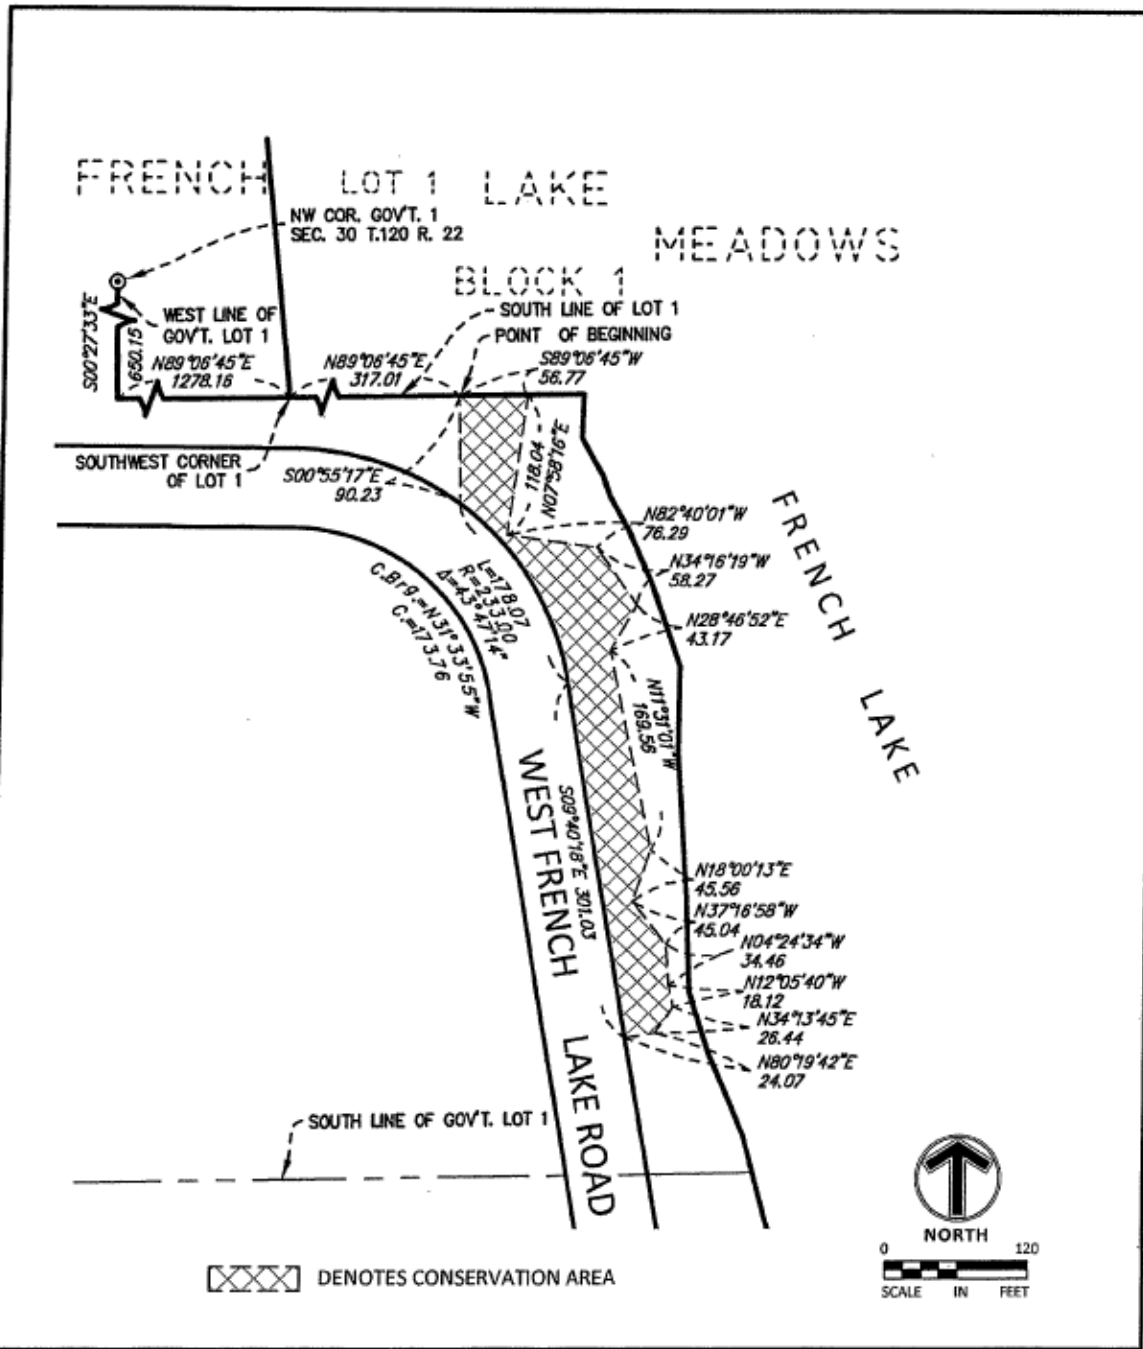 FRENCH LOT 1 LAKE
MEADOWS
NW COR. GOV'T. 1
SEC. 30 T.120 R. 22
BLOCK 1
WEST LINE OF
GOV'T. LOT 1
S00°27'33"E
650.15
SOUTH LINE OF LOT 1
POINT OF BEGINNING
N89°06'45"E
1278.16
N89°06'45"E
317.01
S89°06'45"W
56.77
SOUTHWEST CORNER
OF LOT 1
S00°55'17"E
90.23
118.04
N07°58'16"E
N82°40'01"W
76.29
N34°16'19"W
58.27
N28°46'52"E
43.17
FRENCH LAKE
L=178.07
R=233.00
Δ=43°47'14"
C.Brg.=N31°33'55"W
C.=173.76
N11°31'01"W
169.56
S09°40'18"E 301.03
WEST FRENCH LAKE ROAD
N18°00'13"E
45.56
N37°16'58"W
45.04
N04°24'34"W
34.46
N12°05'40"W
18.12
N34°13'45"E
26.44
N80°19'42"E
24.07
SOUTH LINE OF GOV'T. LOT 1
NORTH
0 120
SCALE IN FEET
DENOTES CONSERVATION AREA